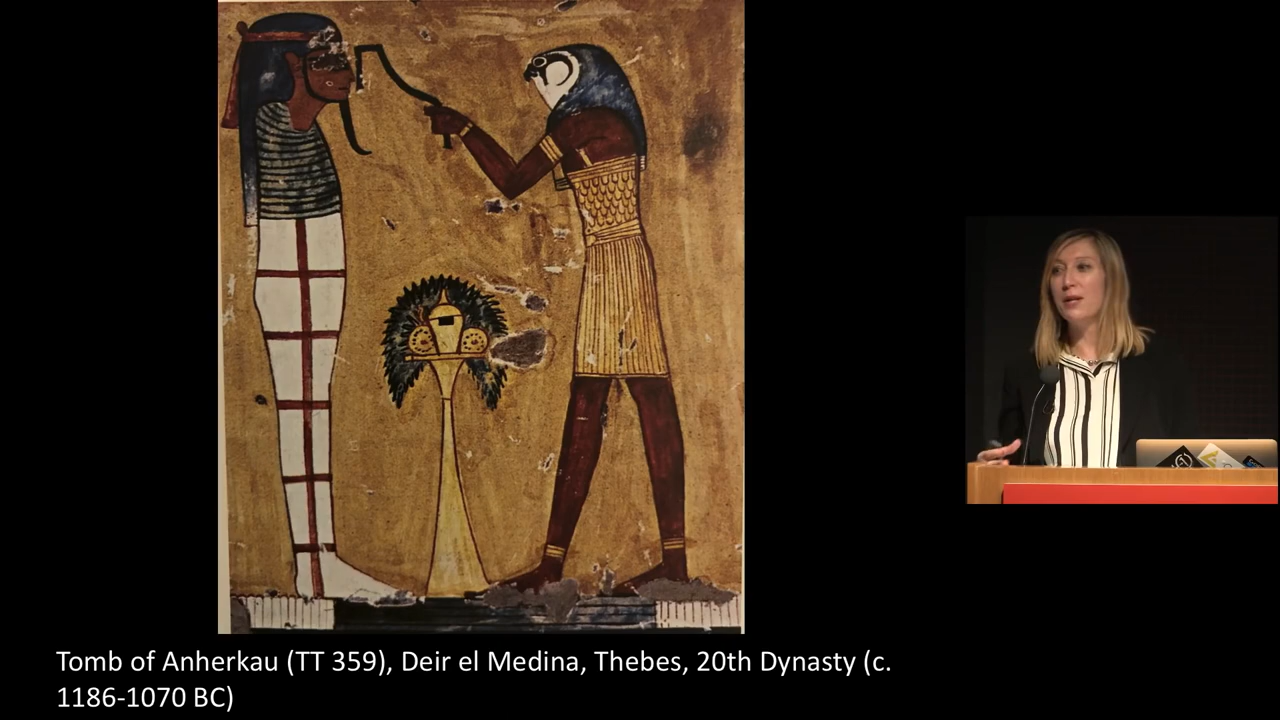 Tomb of Anherkau (TT 359), Deir el Medina, Thebes, 20th Dynasty (c.
1186-1070 BC)